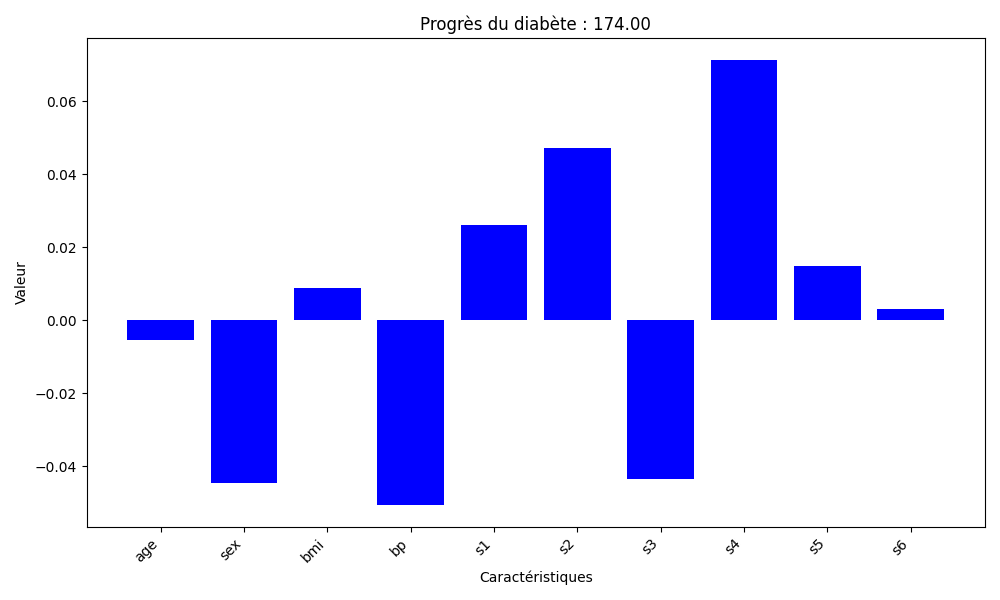 Progrès du diabète : 174.00
Valeur
0.06
0.04
0.02
0.00
−0.02
−0.04
age
sex
bmi
bp
s1
s2
s3
s4
s5
s6
Caractéristiques